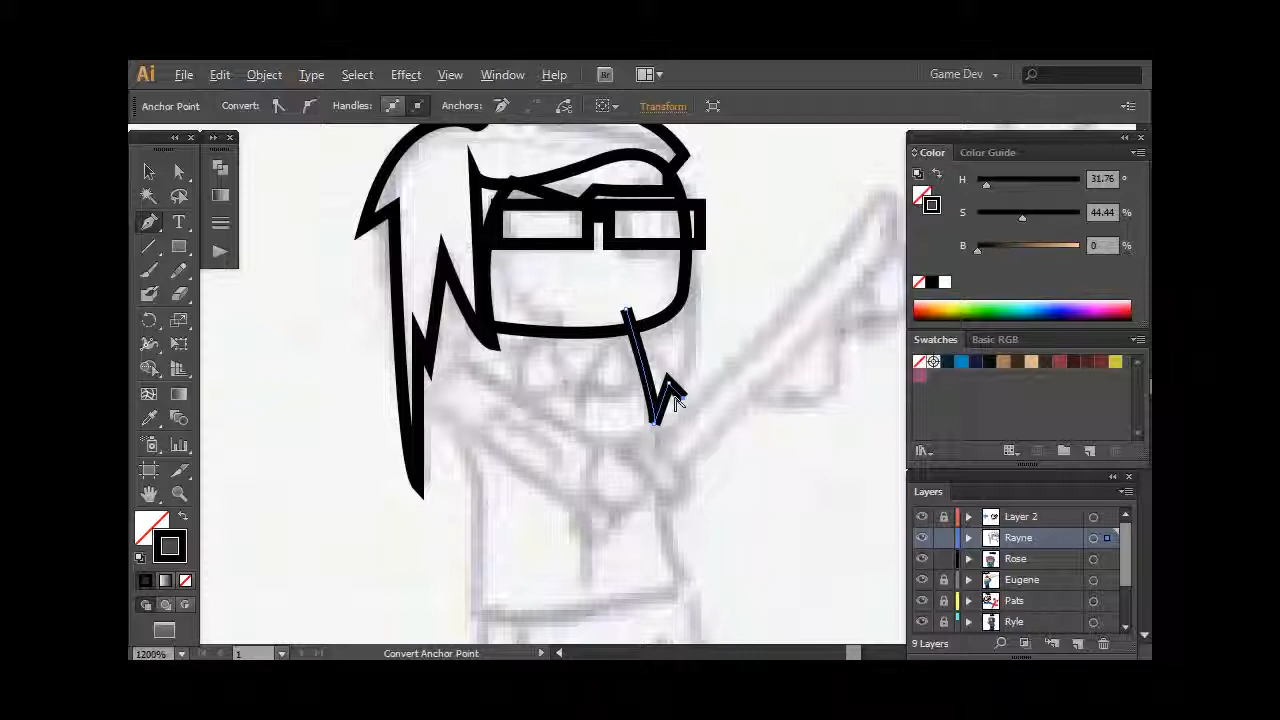 Ai File Edit Object Type Select Effect View Window Help Br Game Dev
Anchor Point Convert: Handles: Anchors: Transform
Color Color Guide
H 31.76 °
S 44.44 %
B 0 %
Swatches Basic RGB
Layers
Layer 2
Rayne
Rose
Eugene
Pats
Ryle
9 Layers
1200% 1 Convert Anchor Point